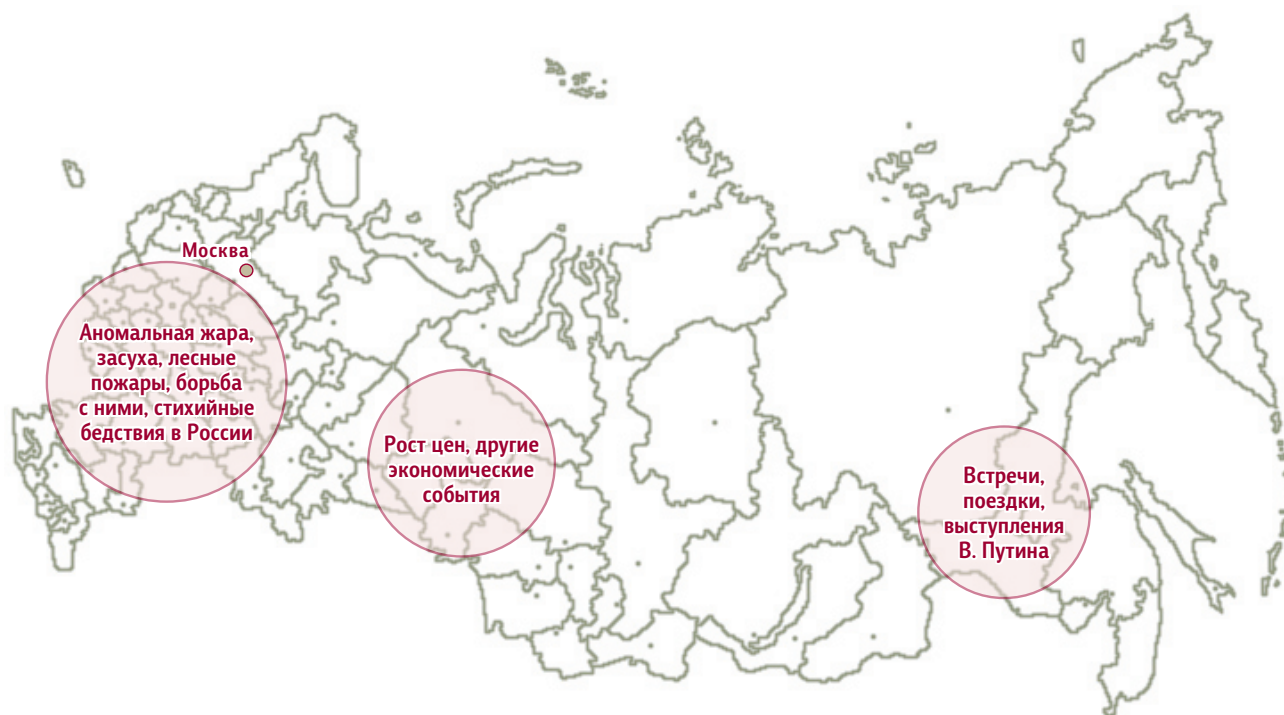 Москва
Аномальная жара,
засуха, лесные
пожары, борьба
с ними, стихийные
бедствия в России
Рост цен, другие
экономические
события
Встречи,
поездки,
выступления
В. Путина